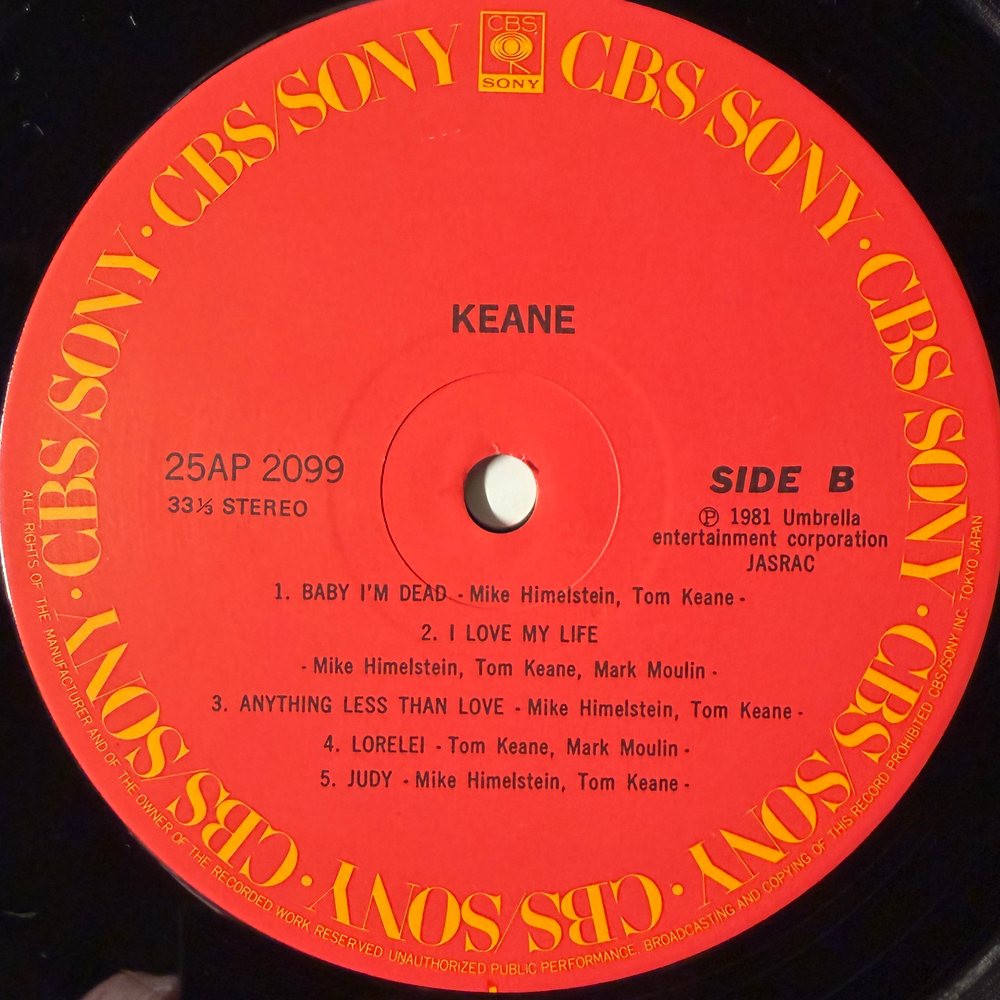 CBS
SONY
CBS/SONY · CBS/SONY · CBS/SONY · CBS/SONY · CBS/SONY · CBS/SONY · CBS/SONY · CBS/SONY
KEANE
25AP 2099
33⅓ STEREO
SIDE B
Ⓟ 1981 Umbrella
entertainment corporation
JASRAC
1. BABY I'M DEAD - Mike Himelstein, Tom Keane -
2. I LOVE MY LIFE
- Mike Himelstein, Tom Keane, Mark Moulin -
3. ANYTHING LESS THAN LOVE - Mike Himelstein, Tom Keane -
4. LORELEI - Tom Keane, Mark Moulin -
5. JUDY - Mike Himelstein, Tom Keane -
ALL RIGHTS OF THE MANUFACTURER AND OF THE OWNER OF THE RECORDED WORK RESERVED UNAUTHORIZED PUBLIC PERFORMANCE. BROADCASTING AND COPYING OF THIS RECORD PROHIBITED CBS/SONY INC. TOKYO JAPAN